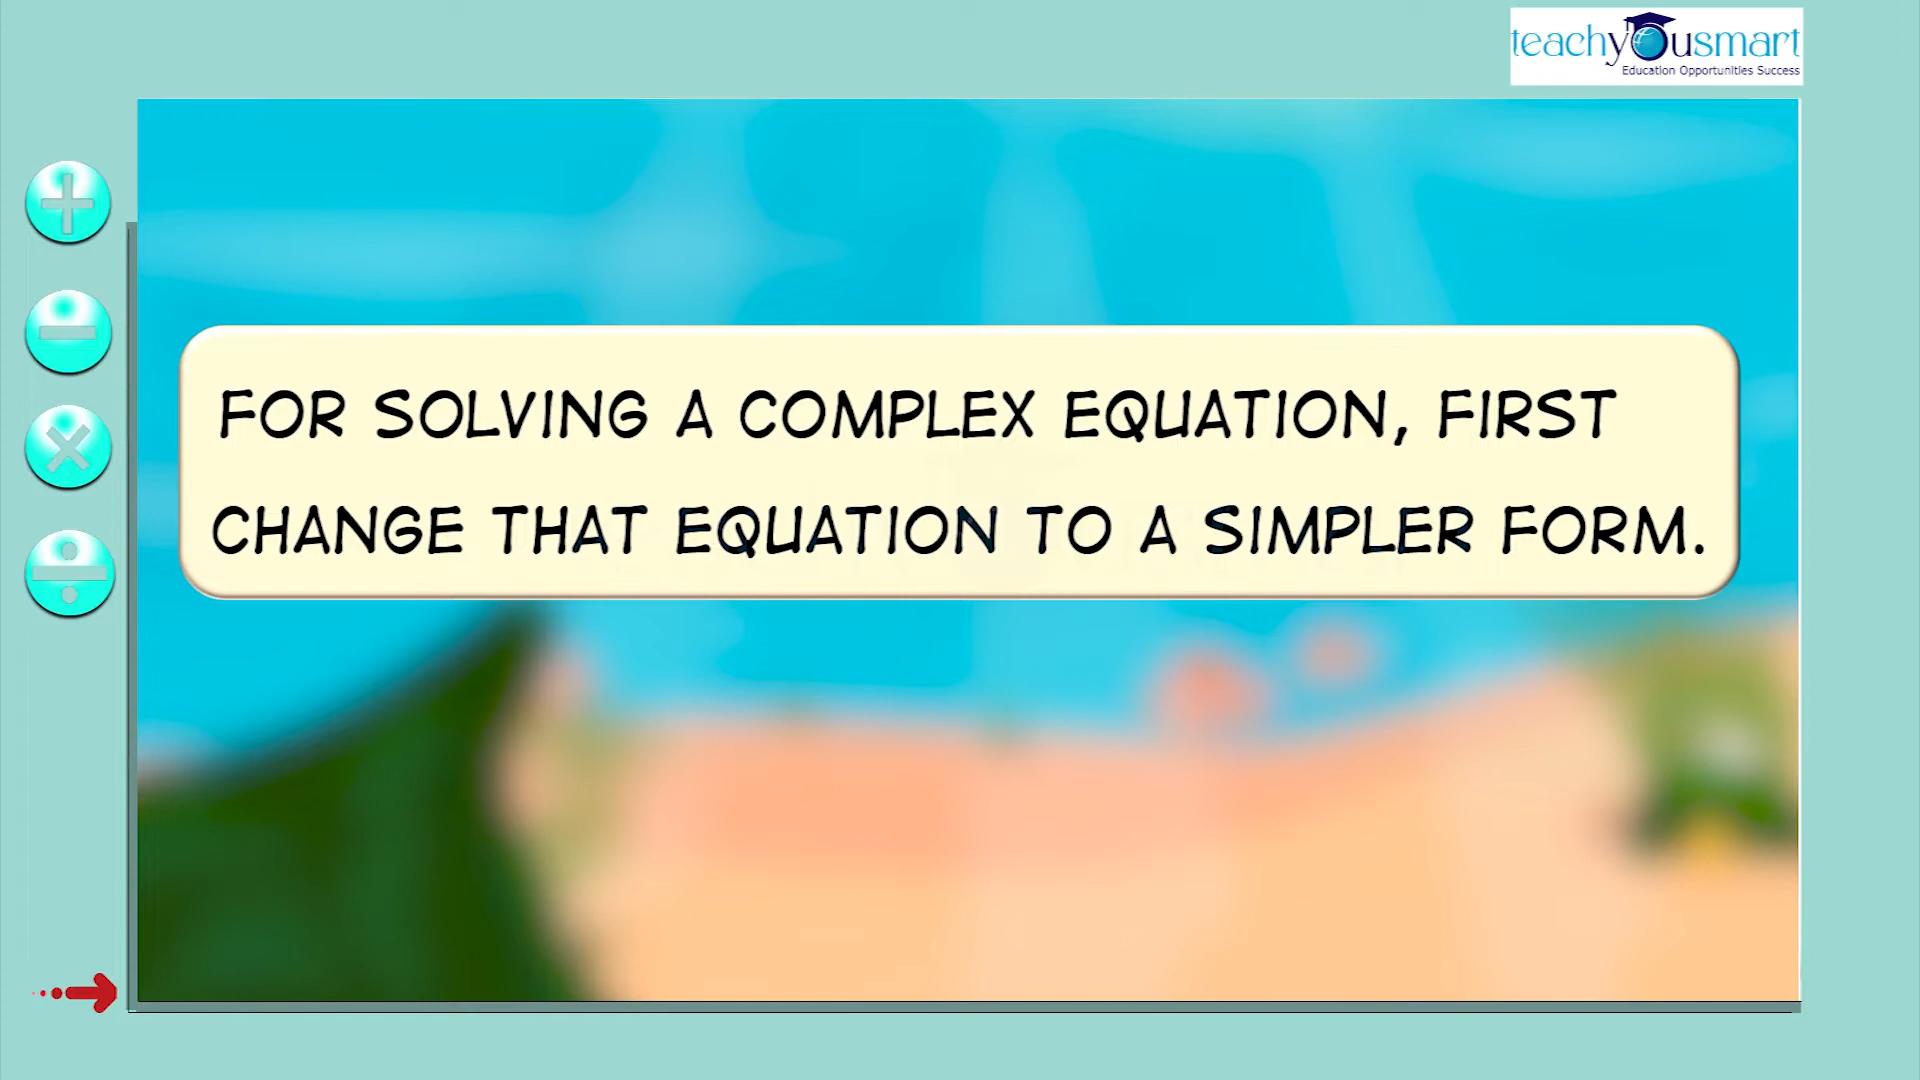 teachyousmart
Education Opportunities Success
FOR SOLVING A COMPLEX EQUATION, FIRST
CHANGE THAT EQUATION TO A SIMPLER FORM.